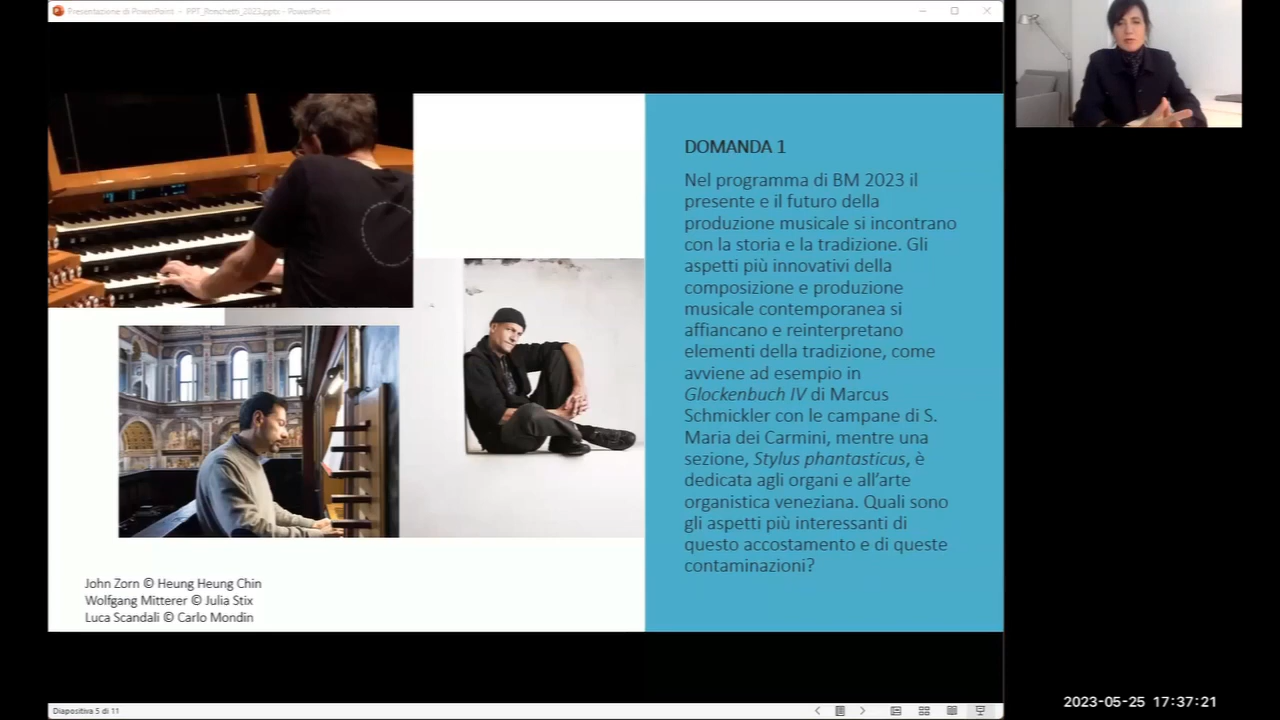 Presentazione di PowerPoint - PPT_Ronchetti_2023.pptx - PowerPoint
DOMANDA 1
Nel programma di BM 2023 il
presente e il futuro della
produzione musicale si incontrano
con la storia e la tradizione. Gli
aspetti più innovativi della
composizione e produzione
musicale contemporanea si
affiancano e reinterpretano
elementi della tradizione, come
avviene ad esempio in
Glockenbuch IV di Marcus
Schmickler con le campane di S.
Maria dei Carmini, mentre una
sezione, Stylus phantasticus, è
dedicata agli organi e all’arte
organistica veneziana. Quali sono
gli aspetti più interessanti di
questo accostamento e di queste
contaminazioni?
John Zorn © Heung Heung Chin
Wolfgang Mitterer © Julia Stix
Luca Scandali © Carlo Mondin
Diapositiva 5 di 11
2023-05-25 17:37:21